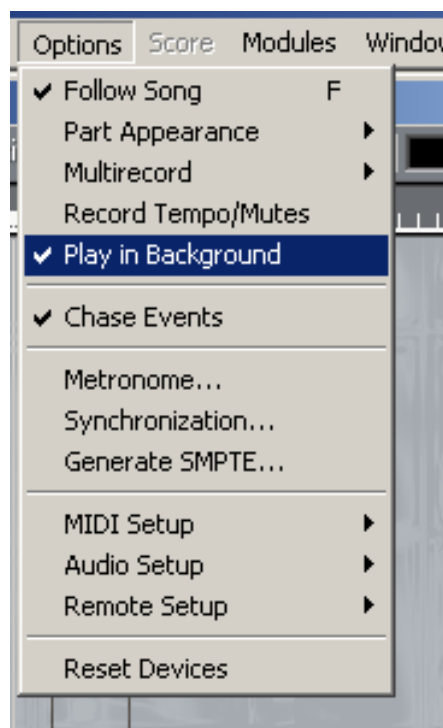 Options Score Modules Window
Follow Song F
Part Appearance
Multirecord
Record Tempo/Mutes
Play in Background
Chase Events
Metronome...
Synchronization...
Generate SMPTE...
MIDI Setup
Audio Setup
Remote Setup
Reset Devices